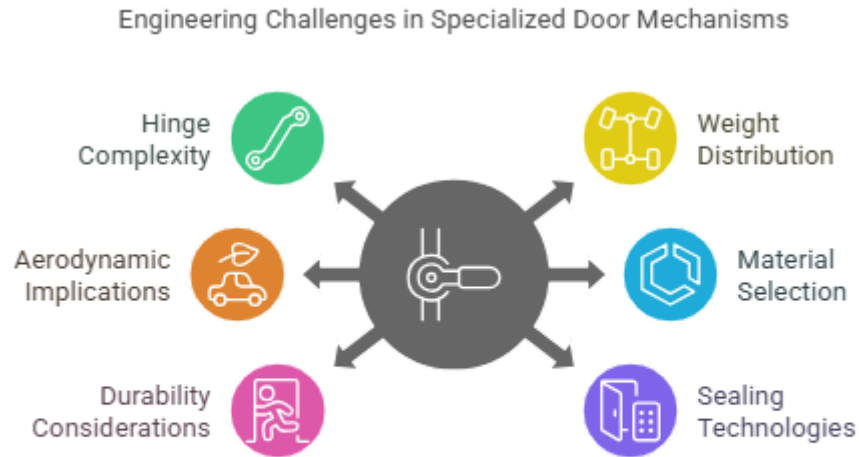 Engineering Challenges in Specialized Door Mechanisms
Hinge
Complexity
Weight
Distribution
Aerodynamic
Implications
Material
Selection
Durability
Considerations
Sealing
Technologies